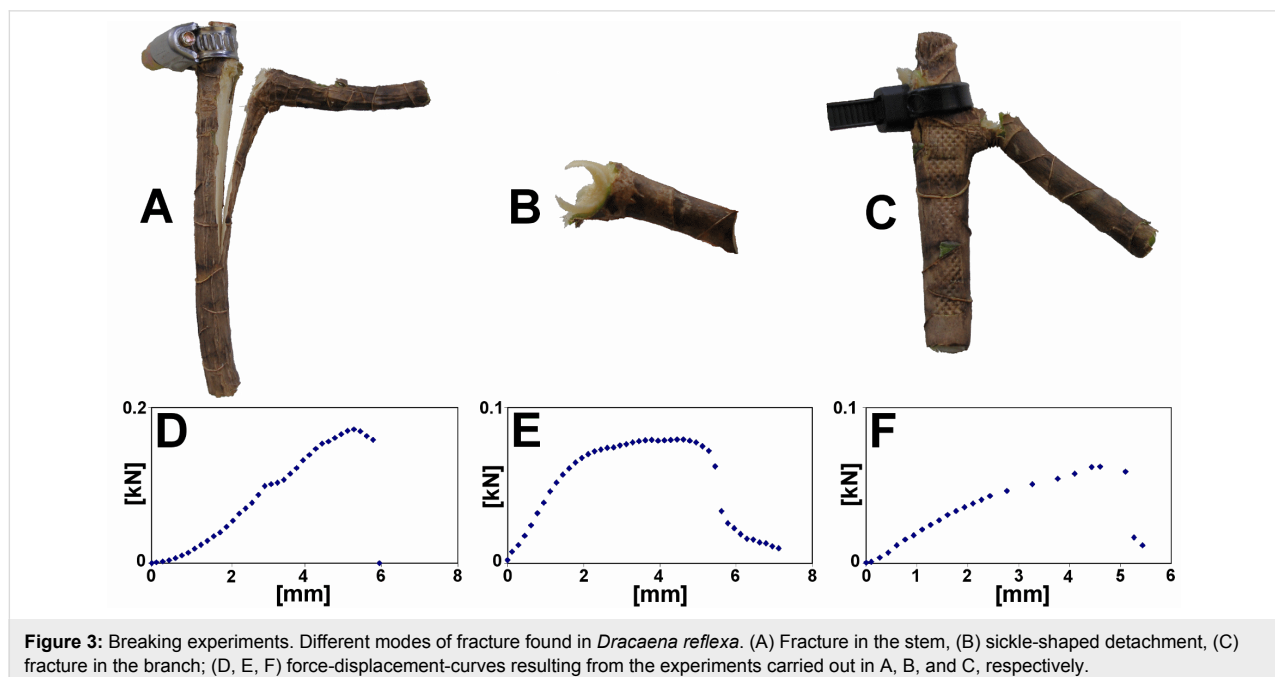 A
B
C
D
E
F
0.2
0
[kN]
0 2 4 6 8
[mm]
0.1
0
[kN]
0 2 4 6 8
[mm]
0.1
0
[kN]
0 1 2 3 4 5 6
[mm]
Figure 3: Breaking experiments. Different modes of fracture found in Dracaena reflexa. (A) Fracture in the stem, (B) sickle-shaped detachment, (C)
fracture in the branch; (D, E, F) force-displacement-curves resulting from the experiments carried out in A, B, and C, respectively.